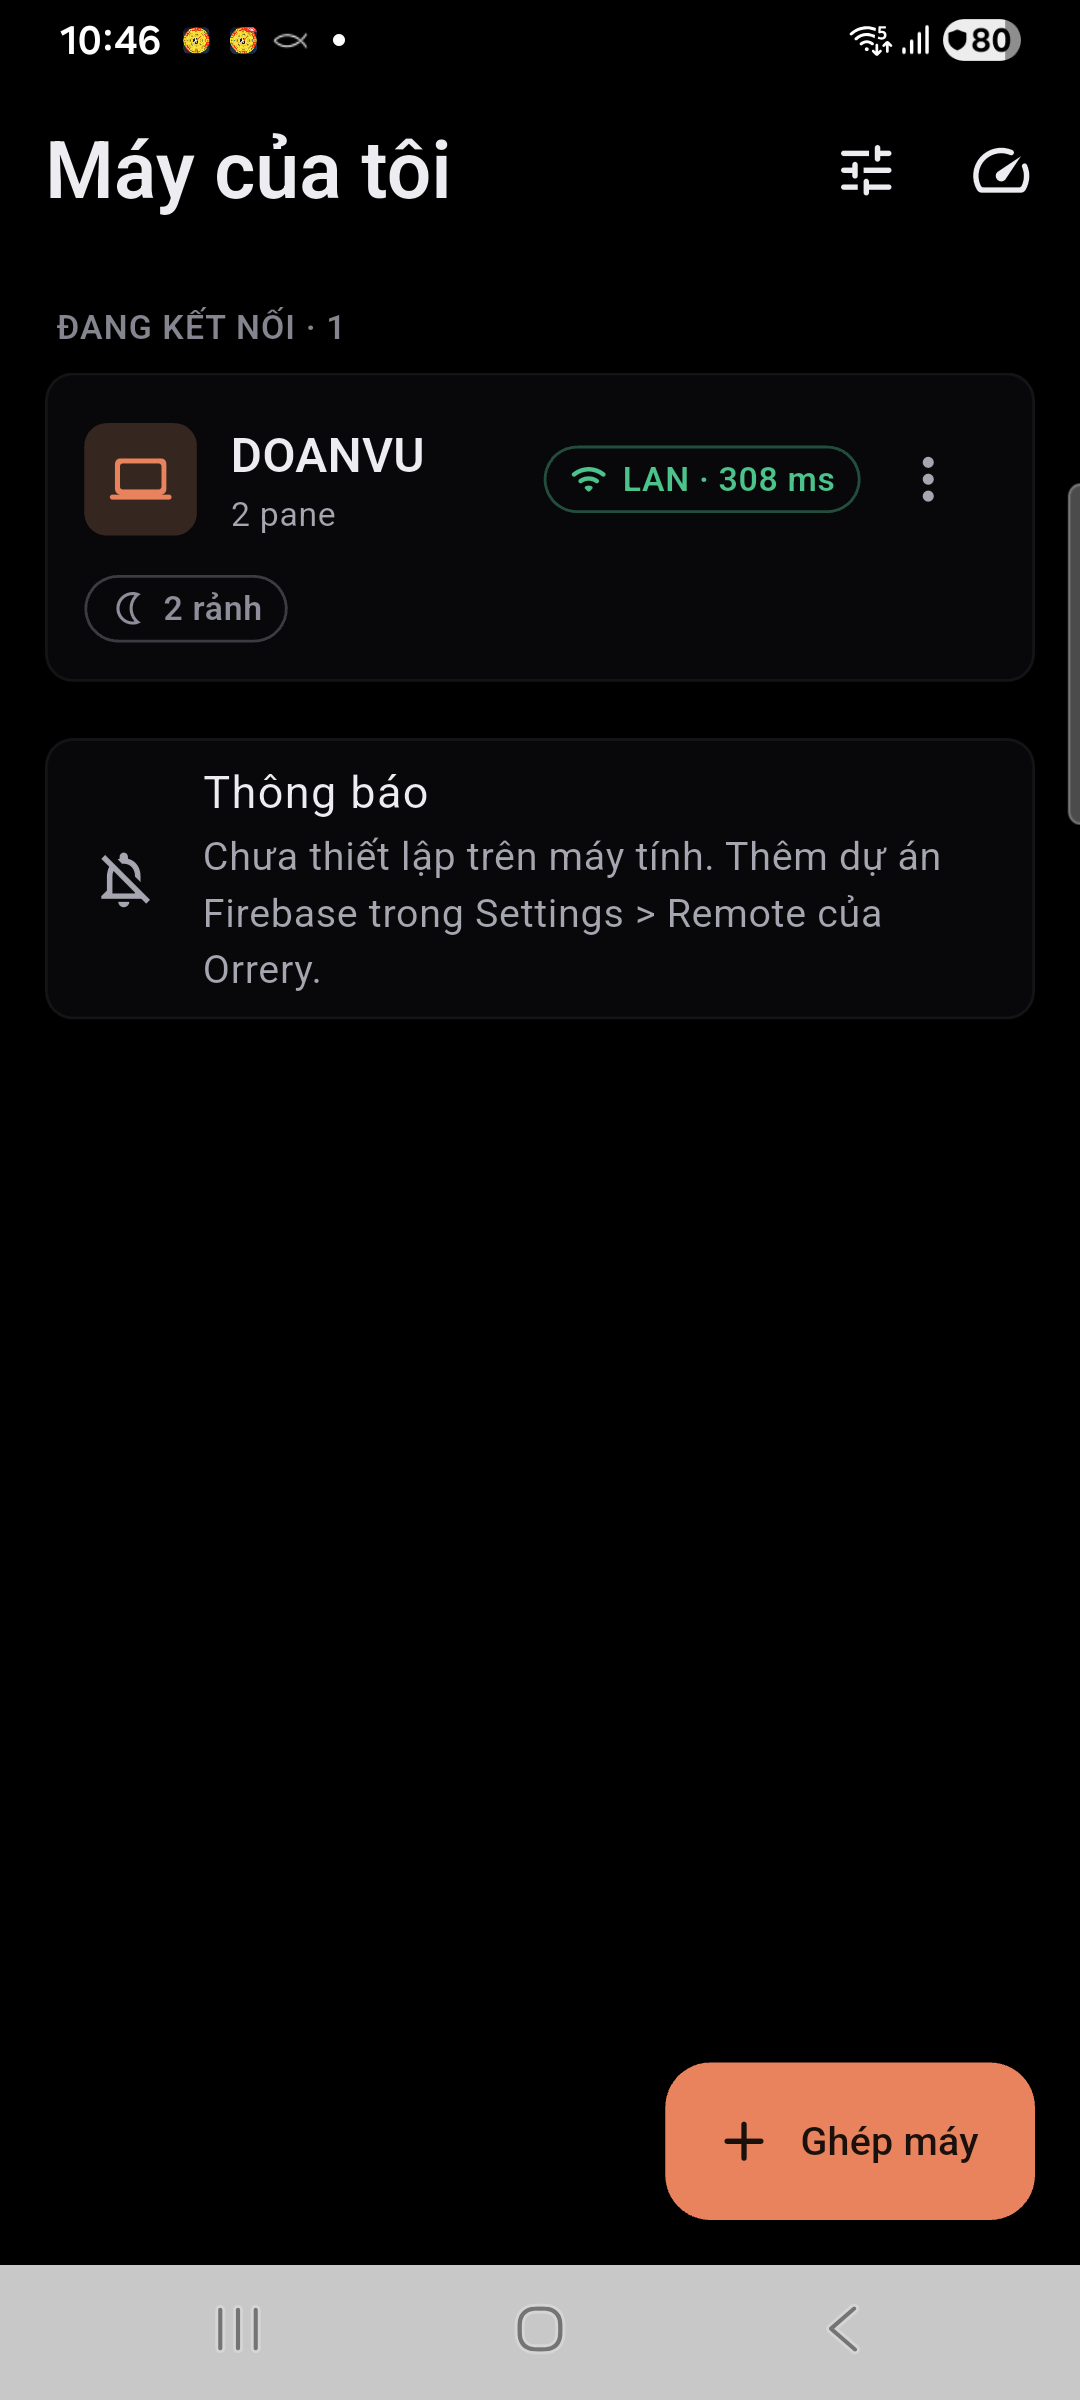 10:46
5
80
Máy của tôi
ĐANG KẾT NỐI · 1
DOANVU
LAN · 308 ms
2 pane
2 rảnh
Thông báo
Chưa thiết lập trên máy tính. Thêm dự án
Firebase trong Settings > Remote của
Orrery.
Ghép máy